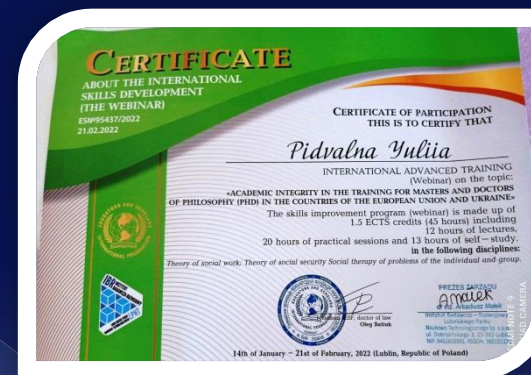 CERTIFICATE
ABOUT THE INTERNATIONAL
SKILLS DEVELOPMENT
(THE WEBINAR)
ES№95437/2022
21.02.2022
CERTIFICATE OF PARTICIPATION
THIS IS TO CERTIFY THAT
Pidvalna Yuliia
INTERNATIONAL ADVANCED TRAINING
(Webinar) on the topic:
«ACADEMIC INTEGRITY IN THE TRAINING FOR MASTERS AND DOCTORS
OF PHILOSOPHY (PHD) IN THE COUNTRIES OF THE EUROPEAN UNION AND UKRAINE»
The skills improvement program (webinar) is made up of
1.5 ECTS credits (45 hours) including
12 hours of lectures,
20 hours of practical sessions and 13 hours of self-study.
in the following disciplines:
Theory of social work; Theory of social security Social therapy of problems of the individual and group.
doctor of law
Oleg Batiuk
PREZES ZARZĄDU
Arkadiusz Małek
14th of January – 21st of February, 2022 (Lublin, Republic of Poland)